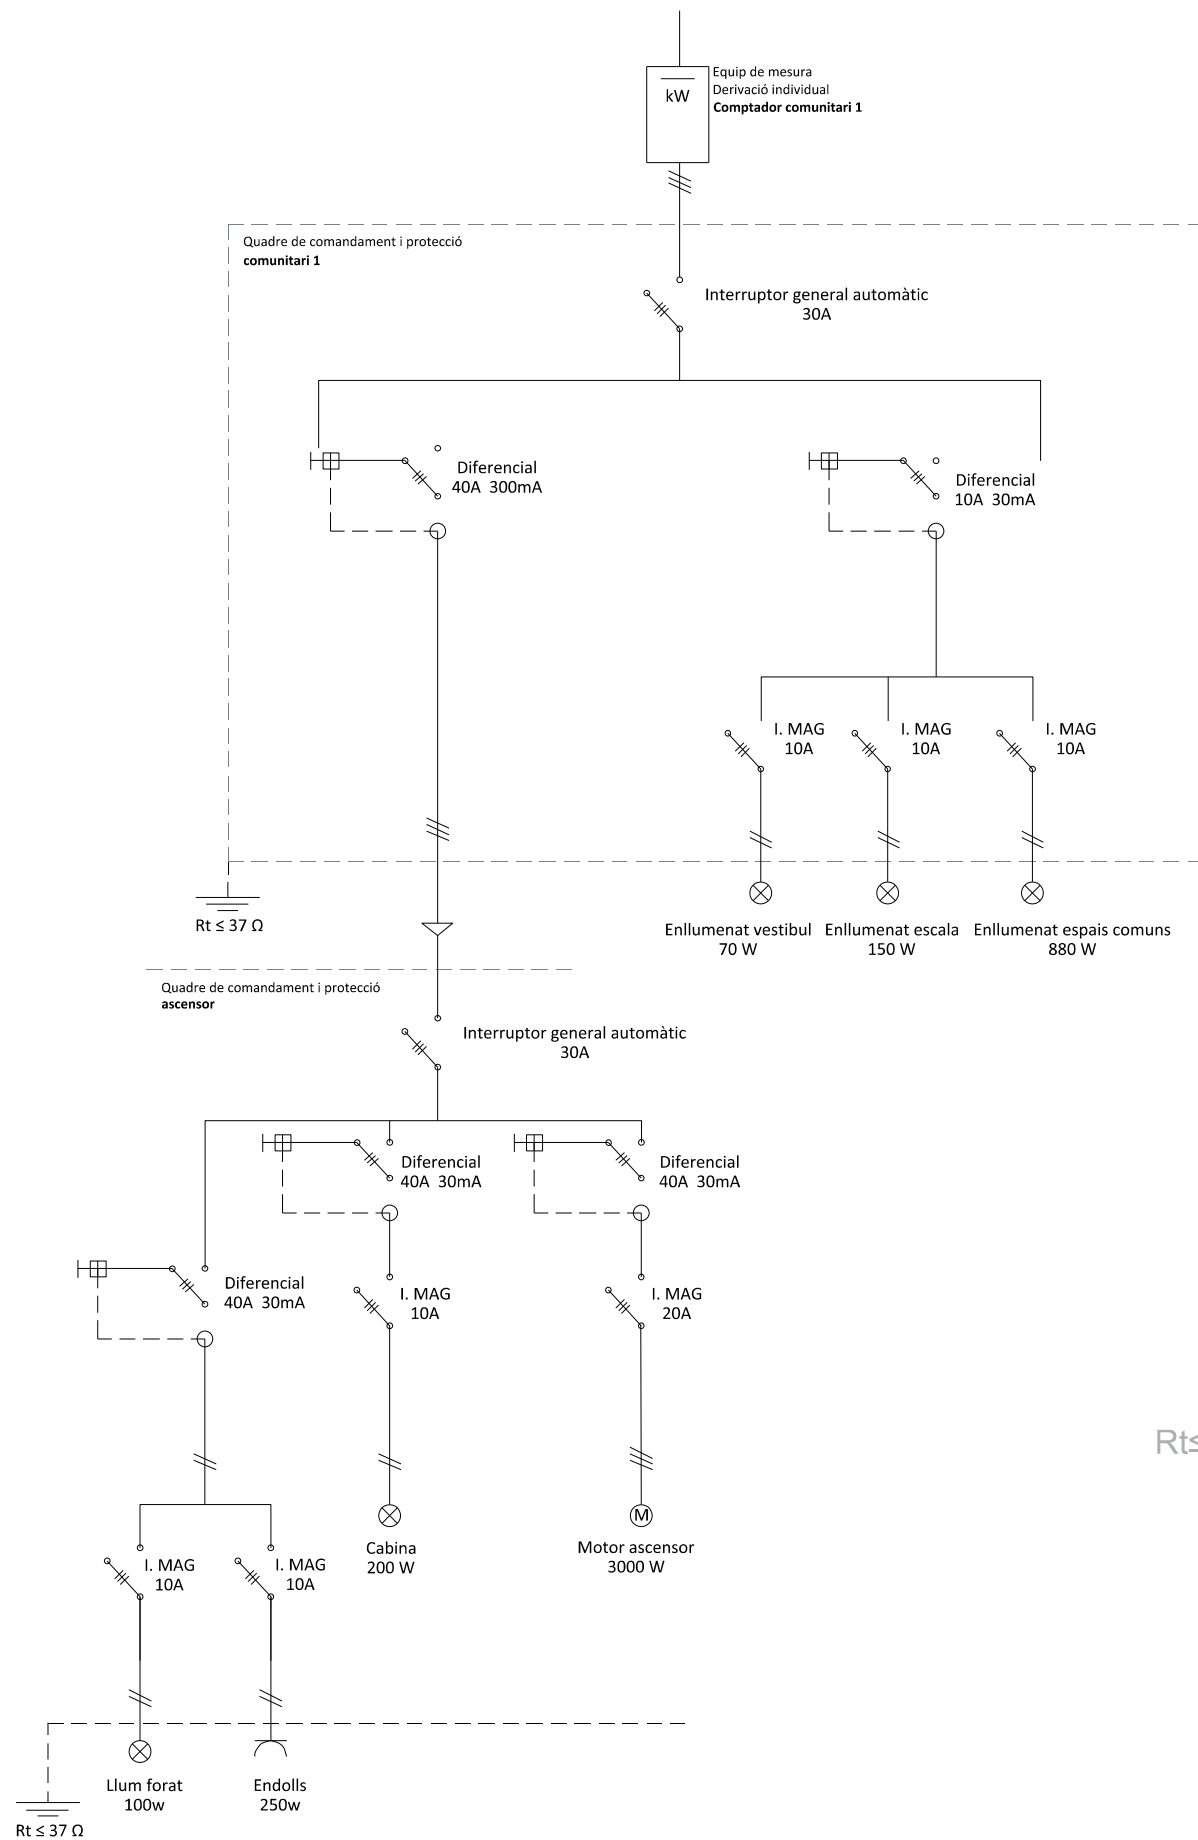 kW
Equip de mesura
Derivació individual
Comptador comunitari 1
Quadre de comandament i protecció
comunitari 1
Interruptor general automàtic
30A
Diferencial
40A 300mA
Diferencial
10A 30mA
I. MAG
10A
I. MAG
10A
I. MAG
10A
Rt ≤ 37 Ω
Enllumenat vestibul
70 W
Enllumenat escala
150 W
Enllumenat espais comuns
880 W
Quadre de comandament i protecció
ascensor
Interruptor general automàtic
30A
Diferencial
40A 30mA
Diferencial
40A 30mA
Diferencial
40A 30mA
I. MAG
10A
I. MAG
20A
Rt≤
M
Cabina
200 W
Motor ascensor
3000 W
I. MAG
10A
I. MAG
10A
Llum forat
100w
Endolls
250w
Rt ≤ 37 Ω